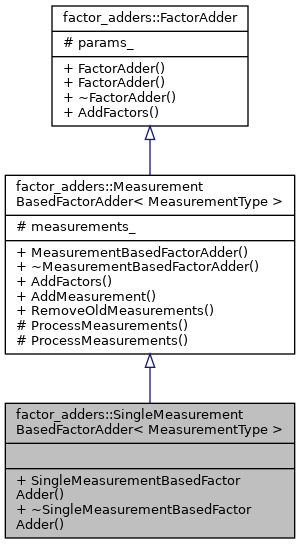 factor_adders::FactorAdder
# params_
+ FactorAdder()
+ FactorAdder()
+ ~FactorAdder()
+ AddFactors()
factor_adders::Measurement
BasedFactorAdder< MeasurementType >
# measurements_
+ MeasurementBasedFactorAdder()
+ ~MeasurementBasedFactorAdder()
+ AddFactors()
+ AddMeasurement()
+ RemoveOldMeasurements()
# ProcessMeasurements()
# ProcessMeasurements()
factor_adders::SingleMeasurement
BasedFactorAdder< MeasurementType >
+ SingleMeasurementBasedFactor
Adder()
+ ~SingleMeasurementBasedFactor
Adder()